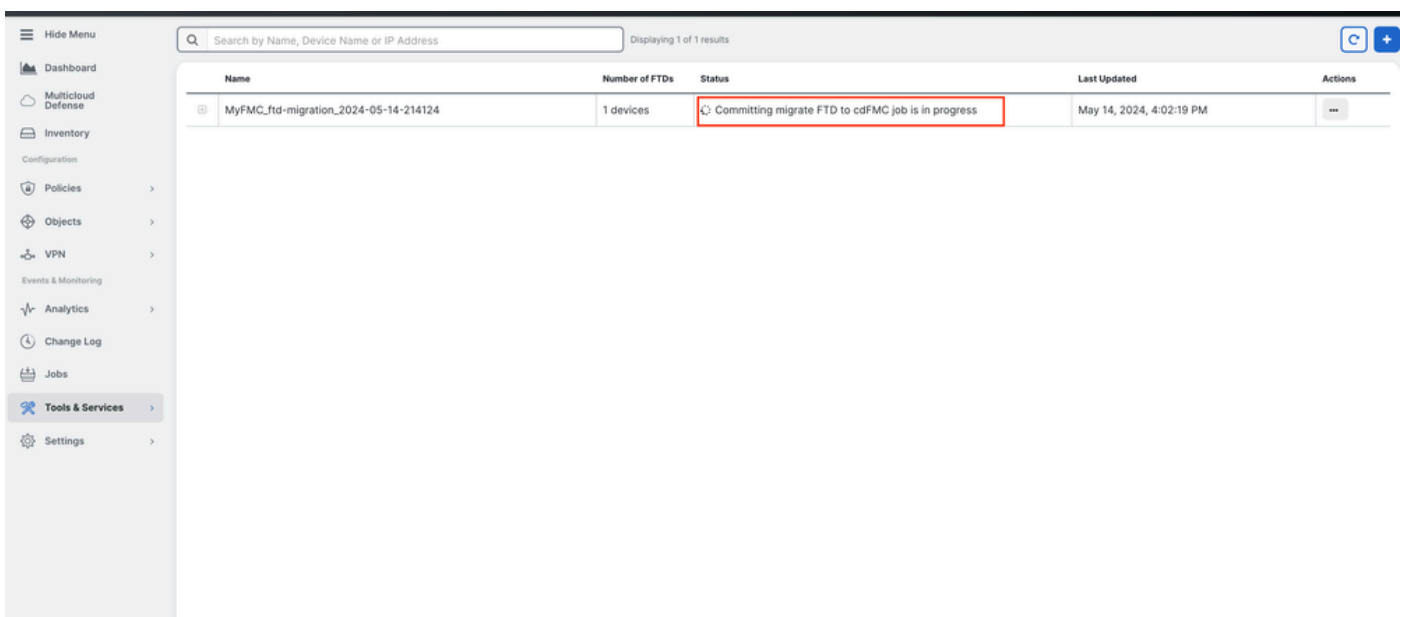 Hide Menu
Search by Name, Device Name or IP Address
Displaying 1 of 1 results
Dashboard
Multicloud
Defense
Inventory
Configuration
Policies
Objects
VPN
Events & Monitoring
Analytics
Change Log
Jobs
Tools & Services
Settings
Name Number of FTDs Status Last Updated Actions
MyFMC_ftd-migration_2024-05-14-214124 1 devices Committing migrate FTD to cdFMC job is in progress May 14, 2024, 4:02:19 PM